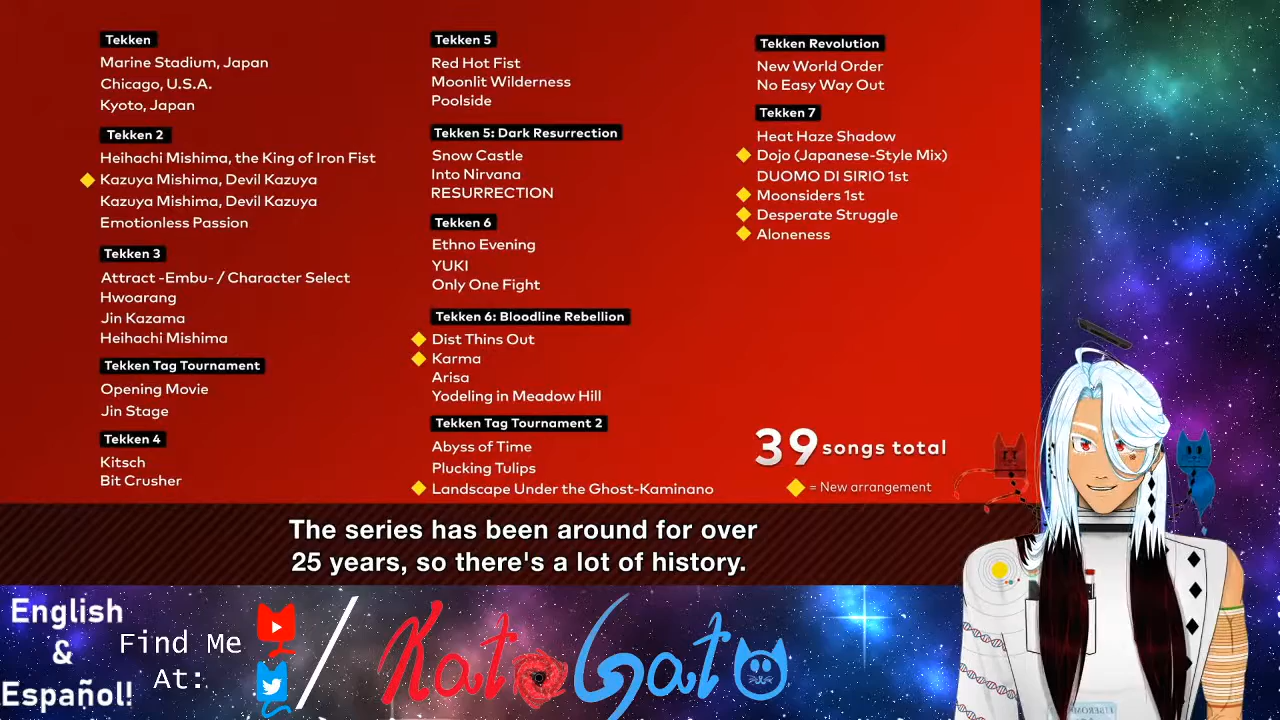 Tekken
Marine Stadium, Japan
Chicago, U.S.A.
Kyoto, Japan
Tekken 2
Heihachi Mishima, the King of Iron Fist
Kazuya Mishima, Devil Kazuya
Kazuya Mishima, Devil Kazuya
Emotionless Passion
Tekken 3
Attract -Embu- / Character Select
Hwoarang
Jin Kazama
Heihachi Mishima
Tekken Tag Tournament
Opening Movie
Jin Stage
Tekken 4
Kitsch
Bit Crusher
Tekken 5
Red Hot Fist
Moonlit Wilderness
Poolside
Tekken 5: Dark Resurrection
Snow Castle
Into Nirvana
RESURRECTION
Tekken 6
Ethno Evening
YUKI
Only One Fight
Tekken 6: Bloodline Rebellion
Dist Thins Out
Karma
Arisa
Yodeling in Meadow Hill
Tekken Tag Tournament 2
Abyss of Time
Plucking Tulips
Landscape Under the Ghost-Kaminano
Tekken Revolution
New World Order
No Easy Way Out
Tekken 7
Heat Haze Shadow
Dojo (Japanese-Style Mix)
DUOMO DI SIRIO 1st
Moonsiders 1st
Desperate Struggle
Aloneness
39 songs total
= New arrangement
The series has been around for over
25 years, so there's a lot of history.
English
&
Español!
Find Me
At:
/
Kat Gato